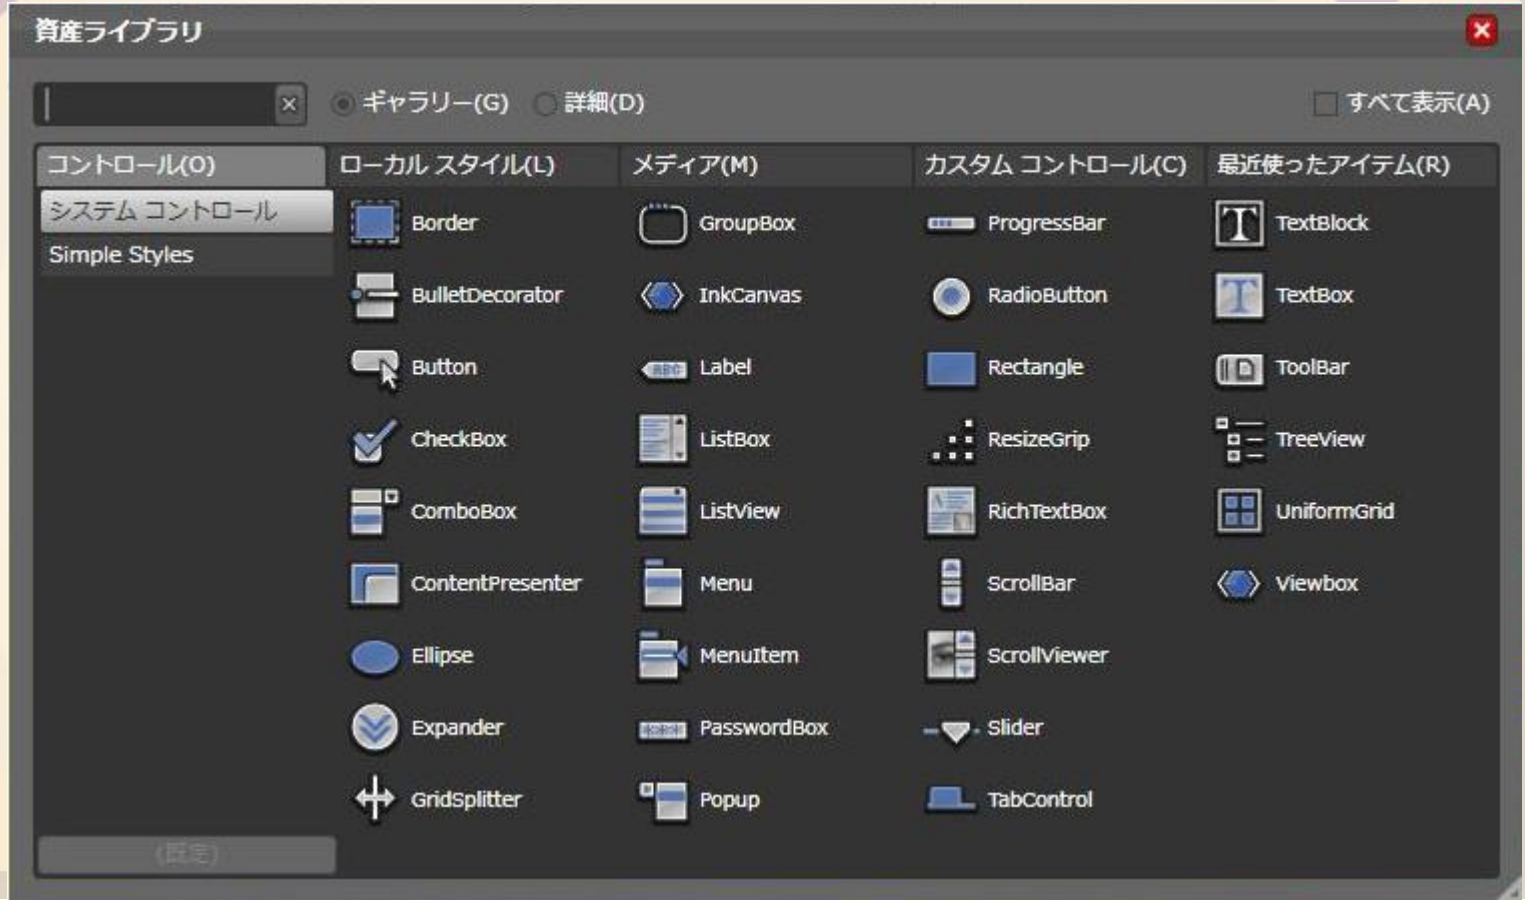 資産ライブラリ
ギャラリー(G) 詳細(D) すべて表示(A)
コントロール(O) ローカル スタイル(L) メディア(M) カスタム コントロール(C) 最近使ったアイテム(R)
システム コントロール
Simple Styles
Border
BulletDecorator
Button
CheckBox
ComboBox
ContentPresenter
Ellipse
Expander
GridSplitter
GroupBox
InkCanvas
Label
ListBox
ListView
Menu
MenuItem
PasswordBox
Popup
ProgressBar
RadioButton
Rectangle
ResizeGrip
RichTextBox
ScrollBar
ScrollViewer
Slider
TabControl
TextBlock
TextBox
ToolBar
TreeView
UniformGrid
Viewbox
(既定)